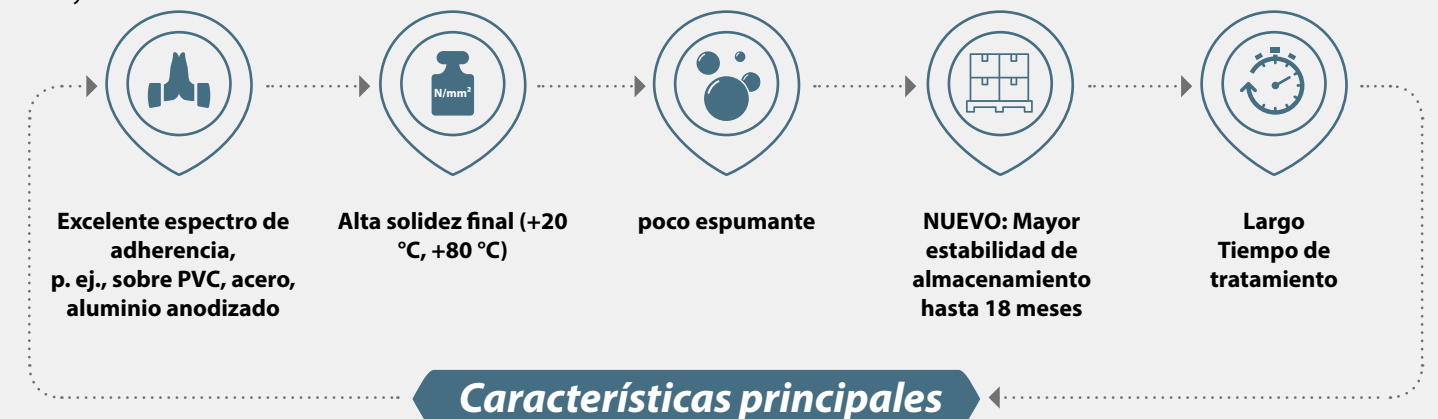 N/mm²
Excelente espectro de
adherencia,
p. ej., sobre PVC, acero,
aluminio anodizado
Alta solidez final (+20
°C, +80 °C)
poco espumante
NUEVO: Mayor
estabilidad de
almacenamiento
hasta 18 meses
Largo
Tiempo de
tratamiento
Características principales